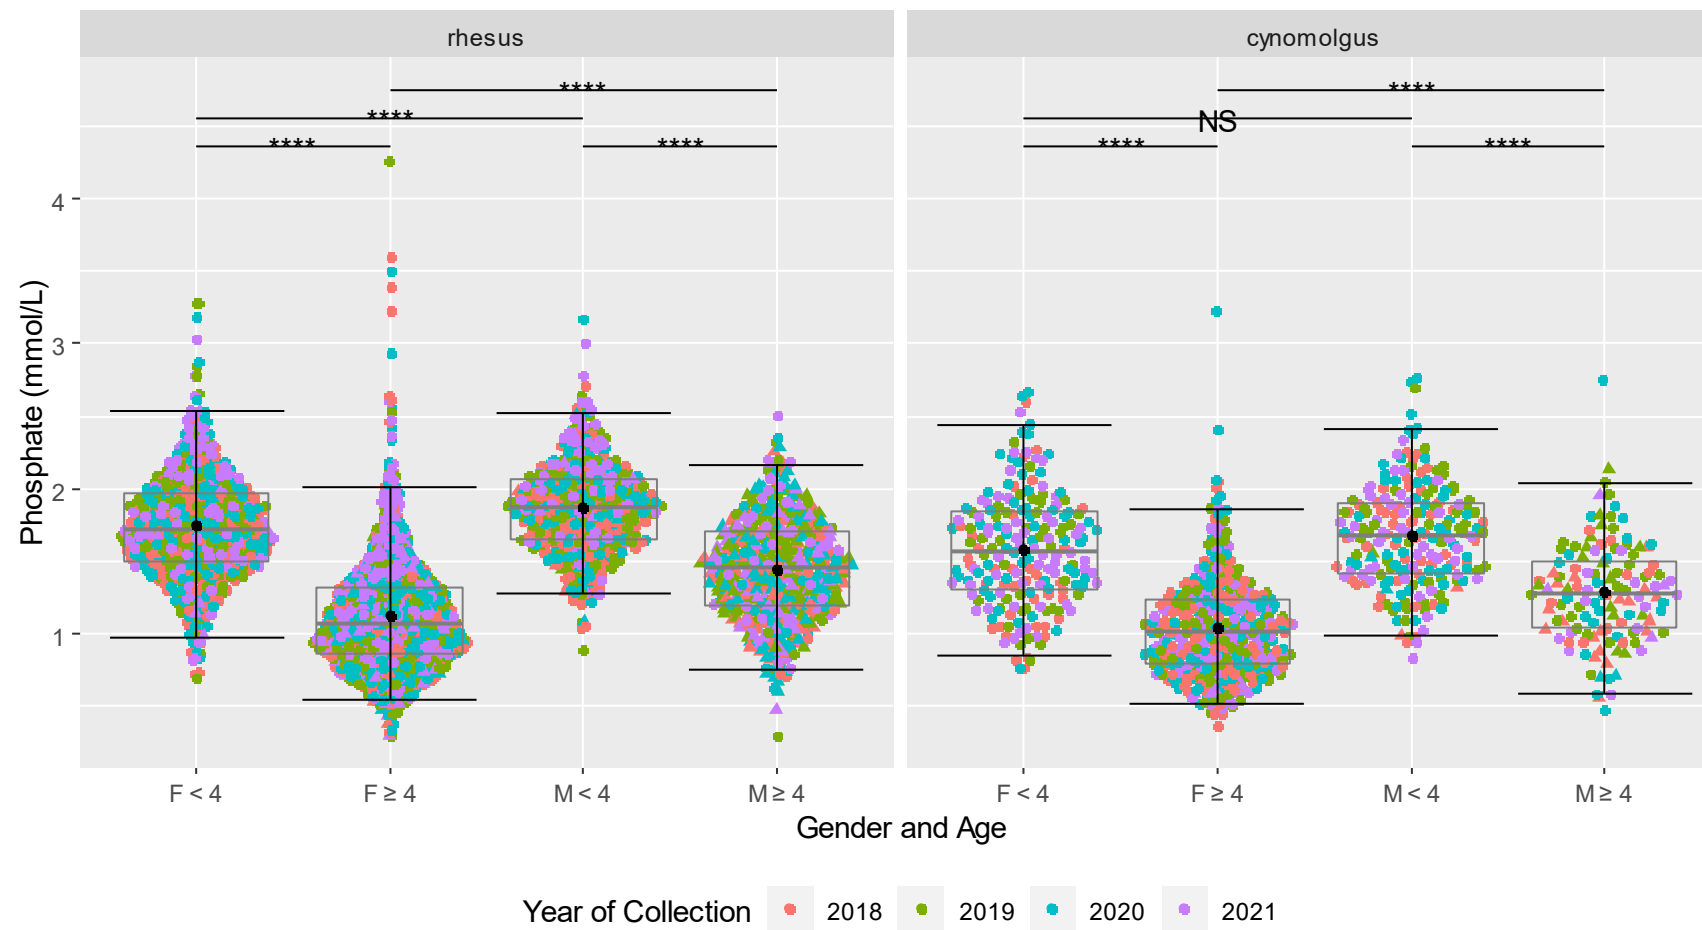 rhesus
cynomolgus
**** ****
**** NS
**** **** **** ****
4
3
2
1
Phosphate (mmol/L)
F < 4 F ≥ 4 M < 4 M ≥ 4 F < 4 F ≥ 4 M < 4 M ≥ 4
Gender and Age
Year of Collection 2018 2019 2020 2021